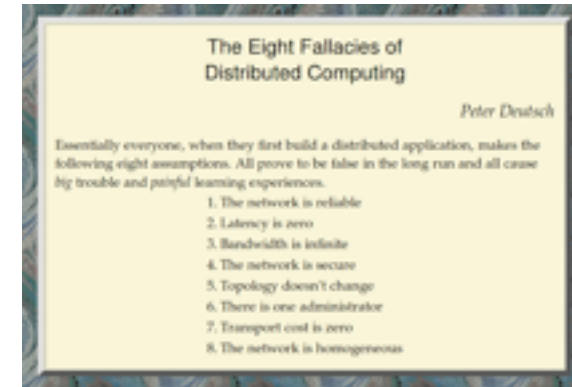 The Eight Fallacies of
Distributed Computing
Peter Deutsch
Essentially everyone, when they first build a distributed application, makes the
following eight assumptions. All prove to be false in the long run and all cause
big trouble and painful learning experiences.
1. The network is reliable
2. Latency is zero
3. Bandwidth is infinite
4. The network is secure
5. Topology doesn't change
6. There is one administrator
7. Transport cost is zero
8. The network is homogeneous